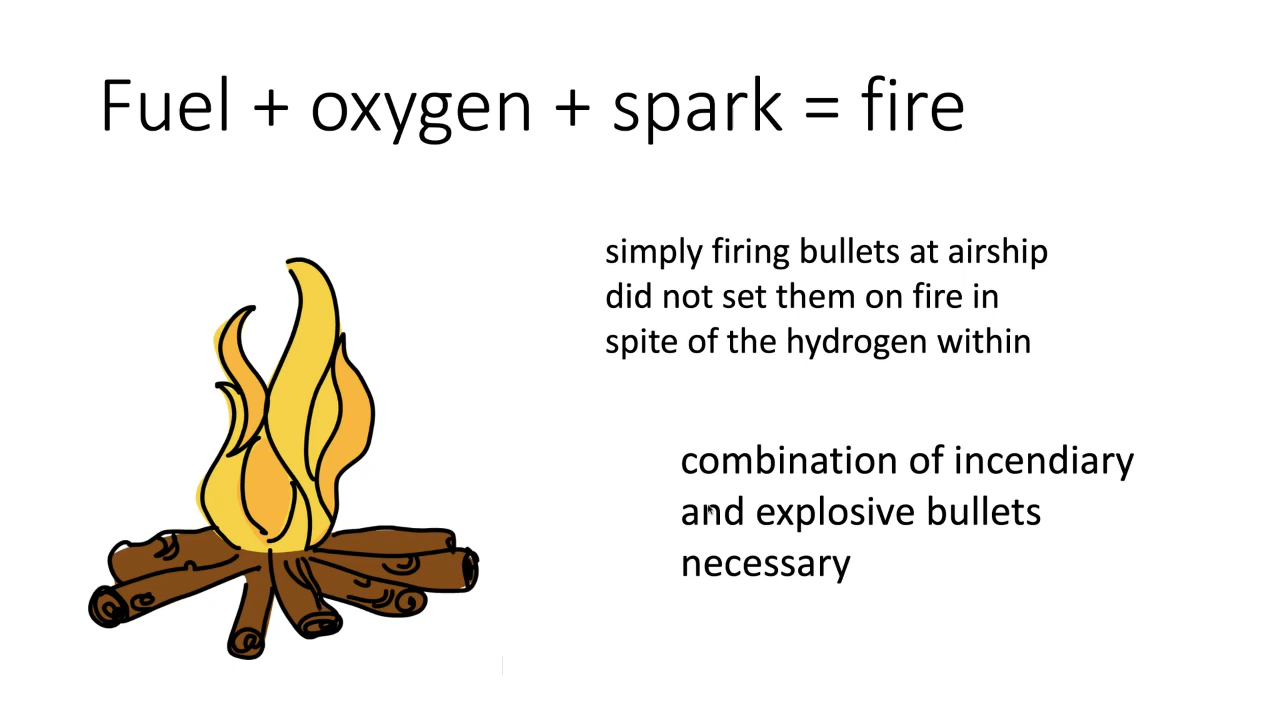 Fuel + oxygen + spark = fire
simply firing bullets at airship
did not set them on fire in
spite of the hydrogen within
combination of incendiary
and explosive bullets
necessary